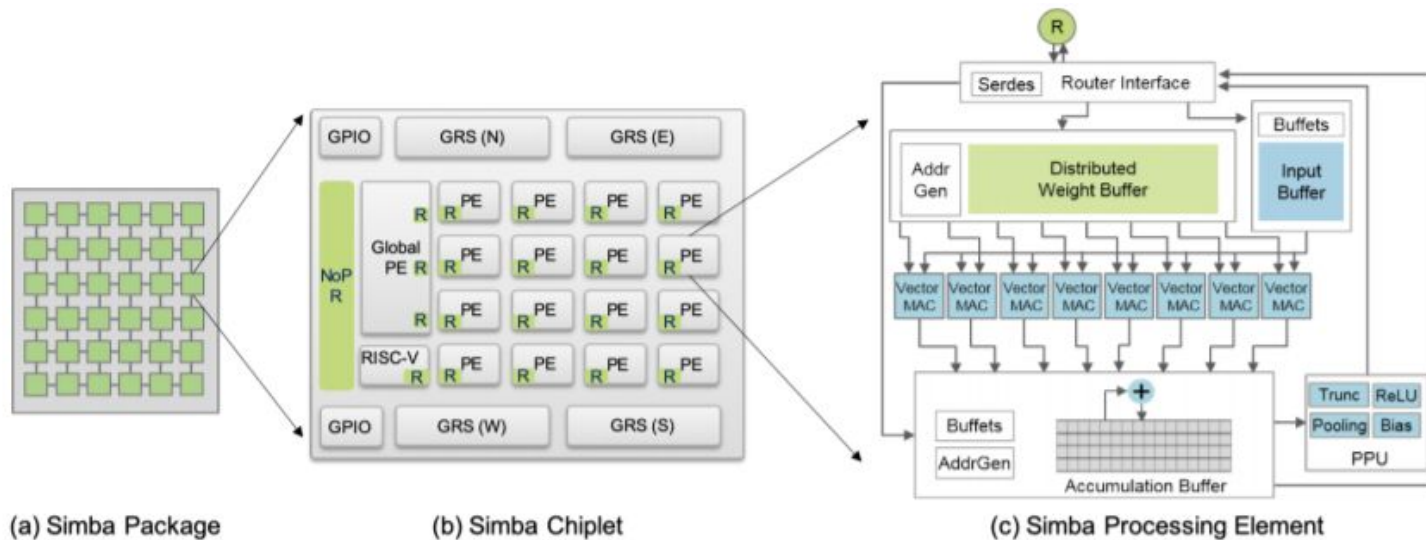 R
Serdes Router Interface
Buffets
Input
Buffer
Addr
Gen
Distributed
Weight Buffer
Vector
MAC
Vector
MAC
Vector
MAC
Vector
MAC
Vector
MAC
Vector
MAC
Vector
MAC
Vector
MAC
+
Buffets
AddrGen
Accumulation Buffer
Trunc ReLU
Pooling Bias
PPU
GPIO GRS (N) GRS (E)
NoP
R
Global
PE
R
R
R
RISC-V
R
PE PE PE PE
R R R R
PE PE PE PE
R R R R
PE PE PE PE
R R R R
PE PE PE PE
R R R R
GPIO GRS (W) GRS (S)
(a) Simba Package (b) Simba Chiplet (c) Simba Processing Element